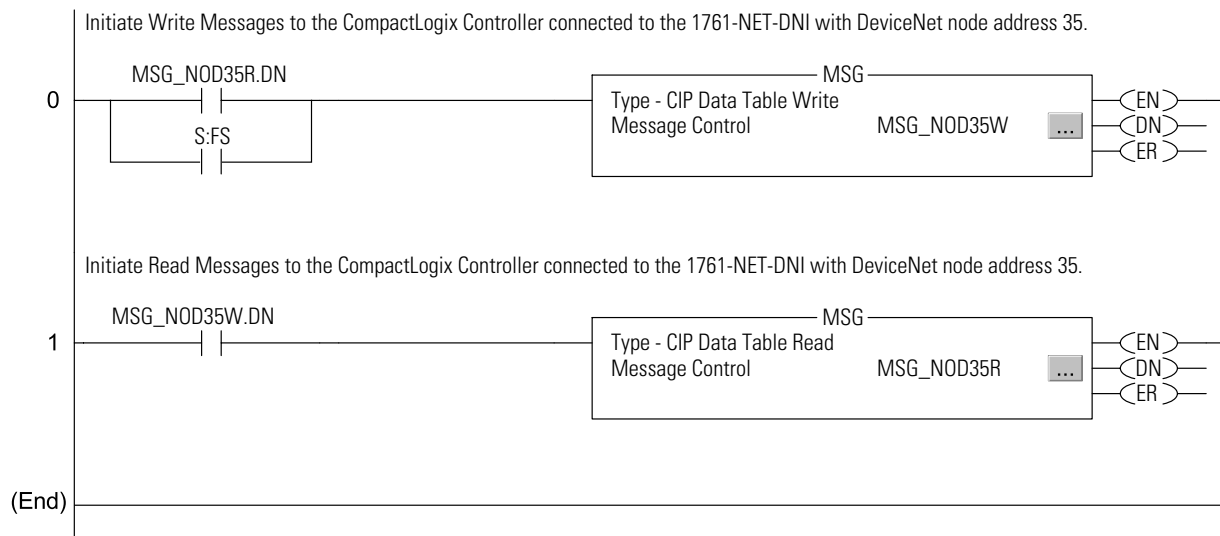 Initiate Write Messages to the CompactLogix Controller connected to the 1761-NET-DNI with DeviceNet node address 35.
MSG_NOD35R.DN
MSG
0
Type - CIP Data Table Write
EN
S:FS
Message Control MSG_NOD35W ...
DN
ER
Initiate Read Messages to the CompactLogix Controller connected to the 1761-NET-DNI with DeviceNet node address 35.
MSG_NOD35W.DN
MSG
1
Type - CIP Data Table Read
EN
Message Control MSG_NOD35R ...
DN
ER
(End)